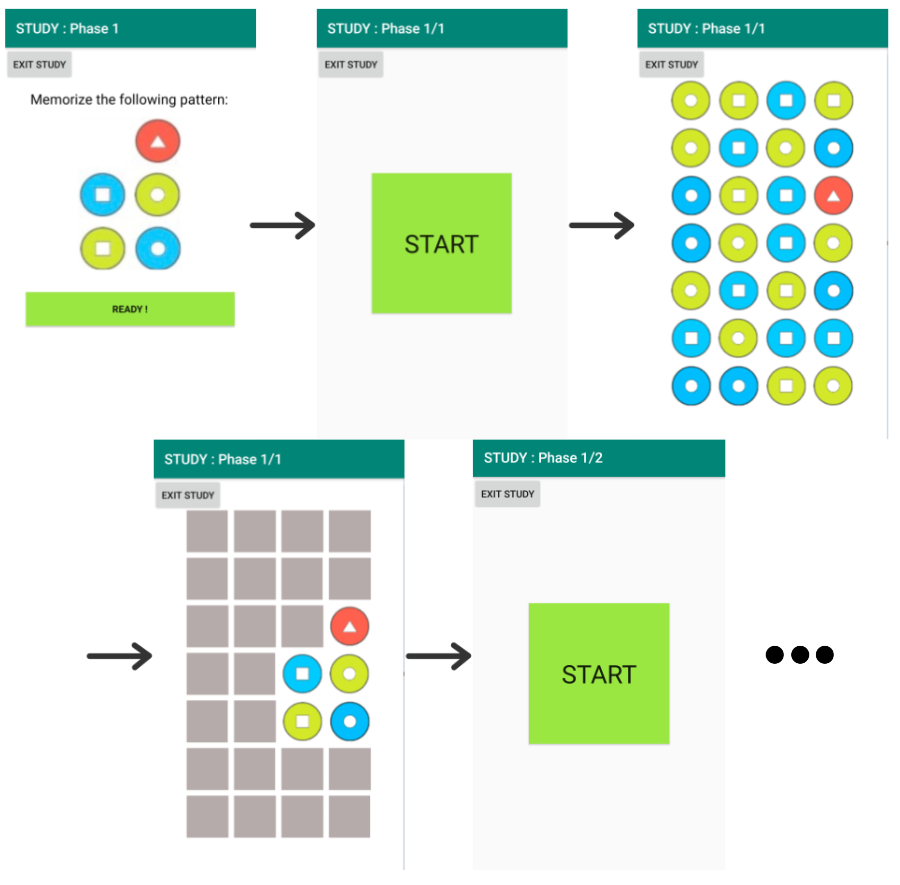 STUDY : Phase 1
EXIT STUDY
Memorize the following pattern:
READY !
STUDY : Phase 1/1
EXIT STUDY
START
STUDY : Phase 1/1
EXIT STUDY
STUDY : Phase 1/1
EXIT STUDY
STUDY : Phase 1/2
EXIT STUDY
START